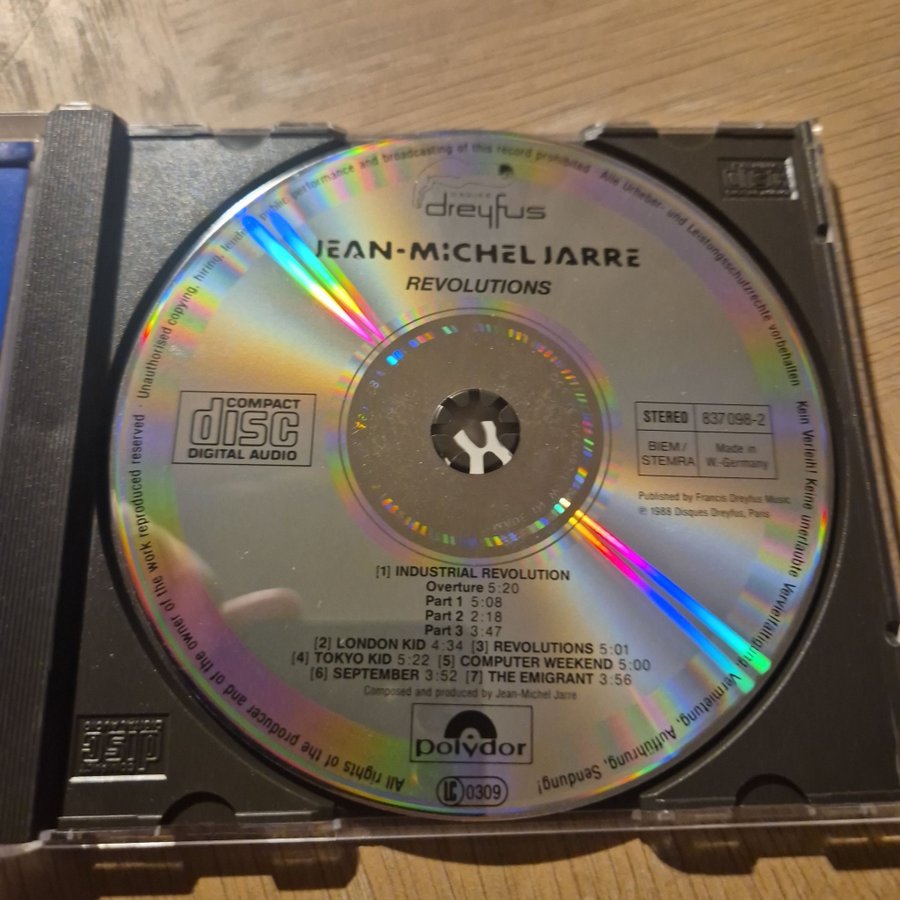 disques
dreyfus
JEAN-MICHEL JARRE
REVOLUTIONS
COMPACT
disc
DIGITAL AUDIO
STEREO 837 098-2
BIEM/ STEMRA
Made in W.-Germany
Published by Francis Dreyfus Music
℗ 1988 Disques Dreyfus, Paris
[1] INDUSTRIAL REVOLUTION
Overture 5:20
Part 1 5:08
Part 2 2:18
Part 3 3:47
[2] LONDON KID 4:34 [3] REVOLUTIONS 5:01
[4] TOKYO KID 5:22 [5] COMPUTER WEEKEND 5:00
[6] SEPTEMBER 3:52 [7] THE EMIGRANT 3:56
Composed and produced by Jean-Michel Jarre
polydor
LC 0309
All rights of the producer and of the owner of the work reproduced reserved · Unauthorised copying, hiring, lending, public performance and broadcasting of this record prohibited · Alle Urheber- und Leistungsschutzrechte vorbehalten Kein Verleih! Keine unerlaubte Vervielfältigung, Vermietung, Aufführung, Sendung!
COMPACT
disc